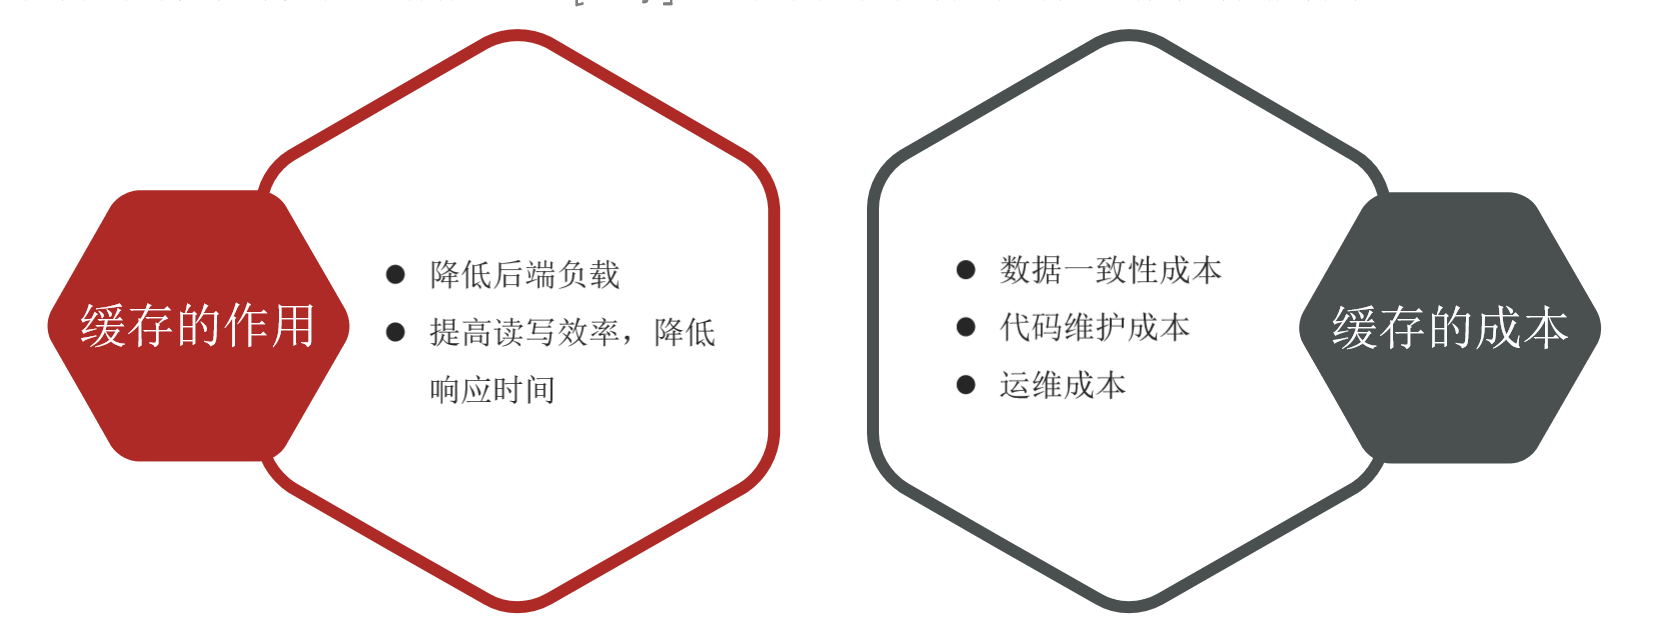 缓存的作用
降低后端负载
提高读写效率，降低
响应时间
数据一致性成本
代码维护成本
运维成本
缓存的成本